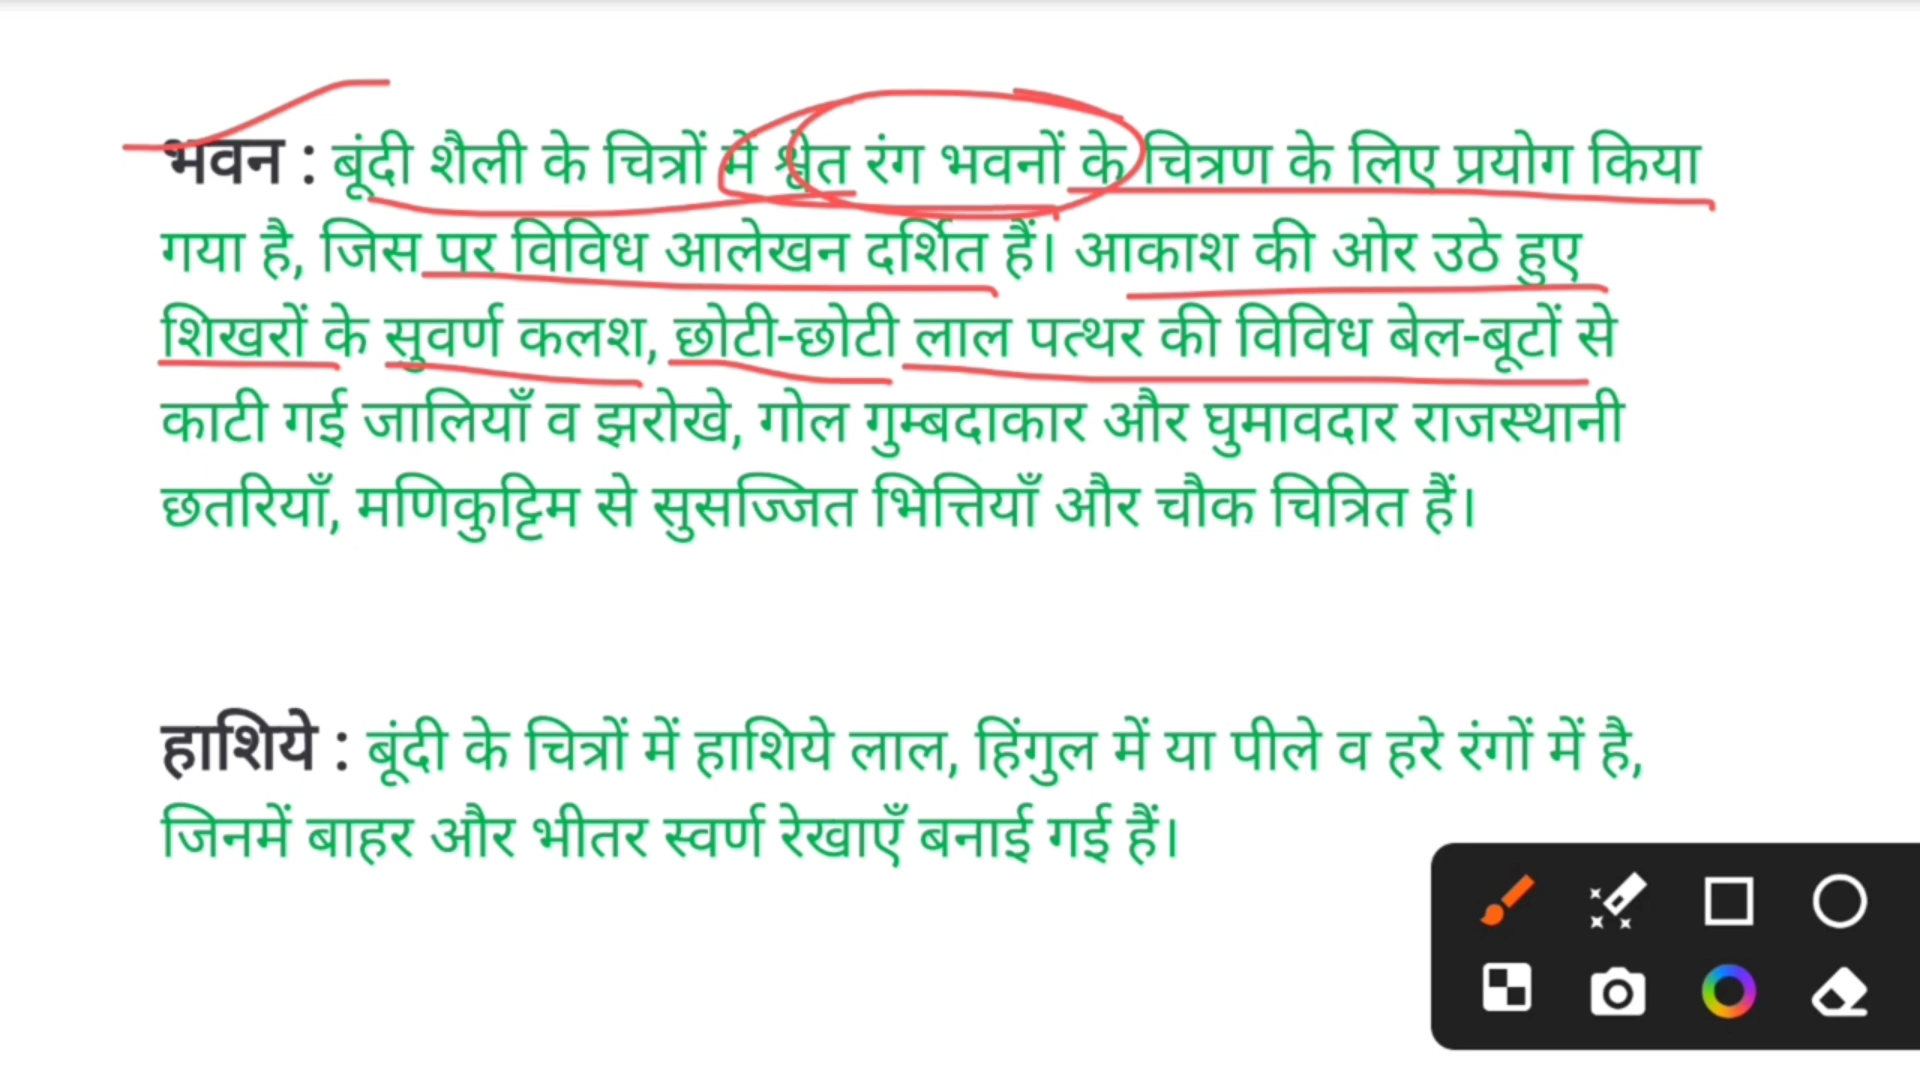 भवन : बूंदी शैली के चित्रों में श्वेत रंग भवनों के चित्रण के लिए प्रयोग किया
गया है, जिस पर विविध आलेखन दर्शित हैं। आकाश की ओर उठे हुए
शिखरों के सुवर्ण कलश, छोटी-छोटी लाल पत्थर की विविध बेल-बूटों से
काटी गई जालियाँ व झरोखे, गोल गुम्बदाकार और घुमावदार राजस्थानी
छतरियाँ, मणिकुट्टिम से सुसज्जित भित्तियाँ और चौक चित्रित हैं।
हाशिये : बूंदी के चित्रों में हाशिये लाल, हिंगुल में या पीले व हरे रंगों में है,
जिनमें बाहर और भीतर स्वर्ण रेखाएँ बनाई गई हैं।